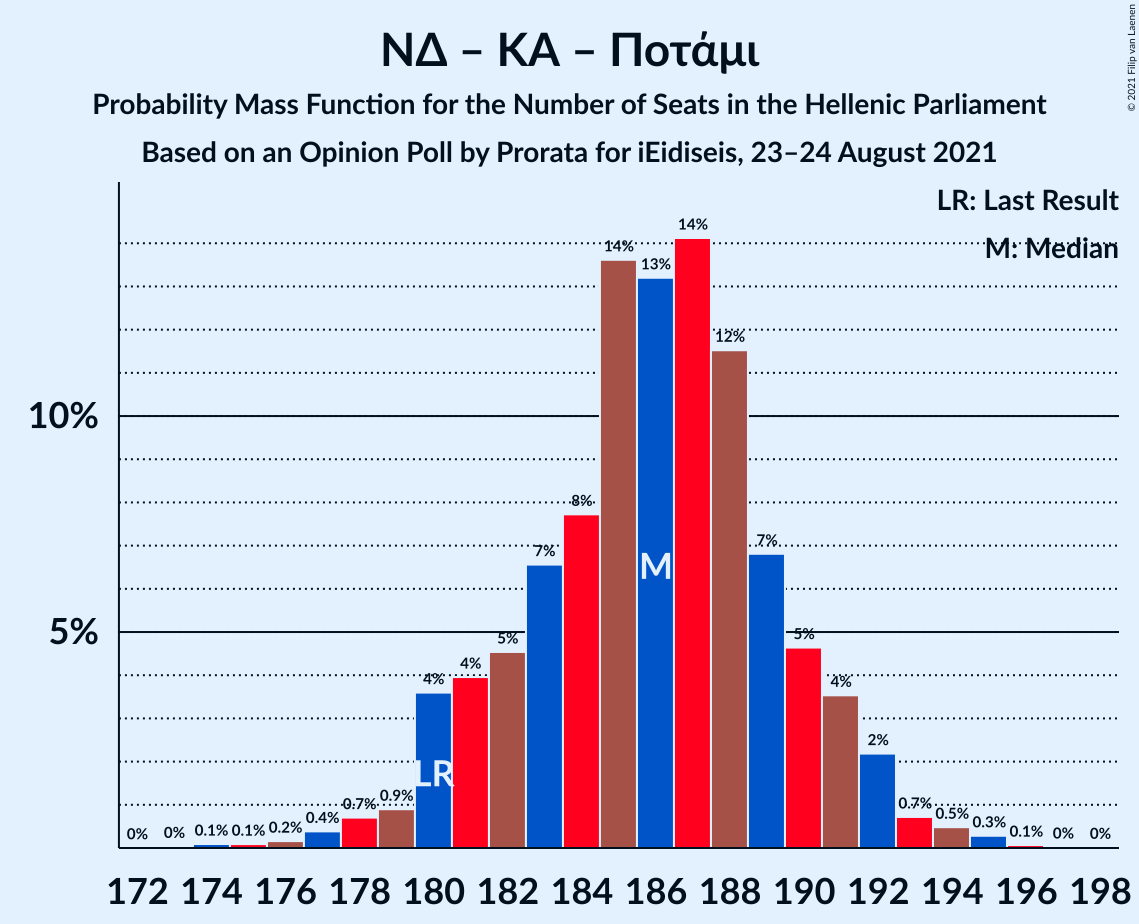 ΝΔ – ΚΑ – Ποτάμι
Probability Mass Function for the Number of Seats in the Hellenic Parliament
Based on an Opinion Poll by Prorata for iEidiseis, 23–24 August 2021
© 2021 Filip van Laenen
LR: Last Result
M: Median
10%
5%
0% 0% 0.1% 0.1% 0.2% 0.4% 0.7% 0.9% 4% 4% 5% 7% 8% 14% 13% 14% 12% 7% 5% 4% 2% 0.7% 0.5% 0.3% 0.1% 0% 0%
LR
M
172 174 176 178 180 182 184 186 188 190 192 194 196 198